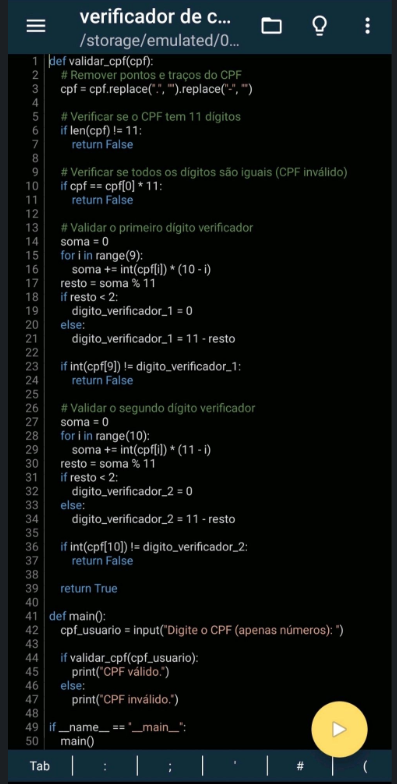 verificador de c...
/storage/emulated/0...
1 def validar_cpf(cpf):
2     # Remover pontos e traços do CPF
3     cpf = cpf.replace(".", "").replace("-", "")
4
5     # Verificar se o CPF tem 11 dígitos
6     if len(cpf) != 11:
7         return False
8
9     # Verificar se todos os dígitos são iguais (CPF inválido)
10     if cpf == cpf[0] * 11:
11         return False
12
13     # Validar o primeiro dígito verificador
14     soma = 0
15     for i in range(9):
16         soma += int(cpf[i]) * (10 - i)
17     resto = soma % 11
18     if resto < 2:
19         digito_verificador_1 = 0
20     else:
21         digito_verificador_1 = 11 - resto
22
23     if int(cpf[9]) != digito_verificador_1:
24         return False
25
26     # Validar o segundo dígito verificador
27     soma = 0
28     for i in range(10):
29         soma += int(cpf[i]) * (11 - i)
30     resto = soma % 11
31     if resto < 2:
32         digito_verificador_2 = 0
33     else:
34         digito_verificador_2 = 11 - resto
35
36     if int(cpf[10]) != digito_verificador_2:
37         return False
38
39     return True
40
41 def main():
42     cpf_usuario = input("Digite o CPF (apenas números): ")
43
44     if validar_cpf(cpf_usuario):
45         print("CPF válido.")
46     else:
47         print("CPF inválido.")
48
49 if __name__ == "__main__":
50     main()
Tab : ; ' # (